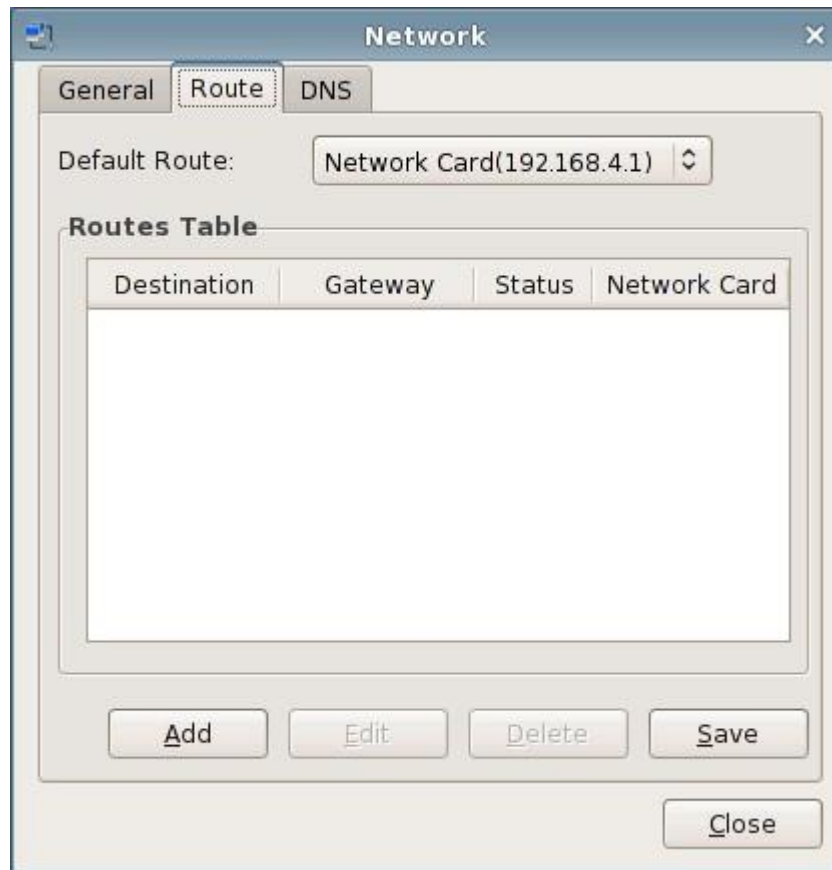 Network
General Route DNS
Default Route: Network Card(192.168.4.1)
Routes Table
Destination Gateway Status Network Card
Add Edit Delete Save
Close